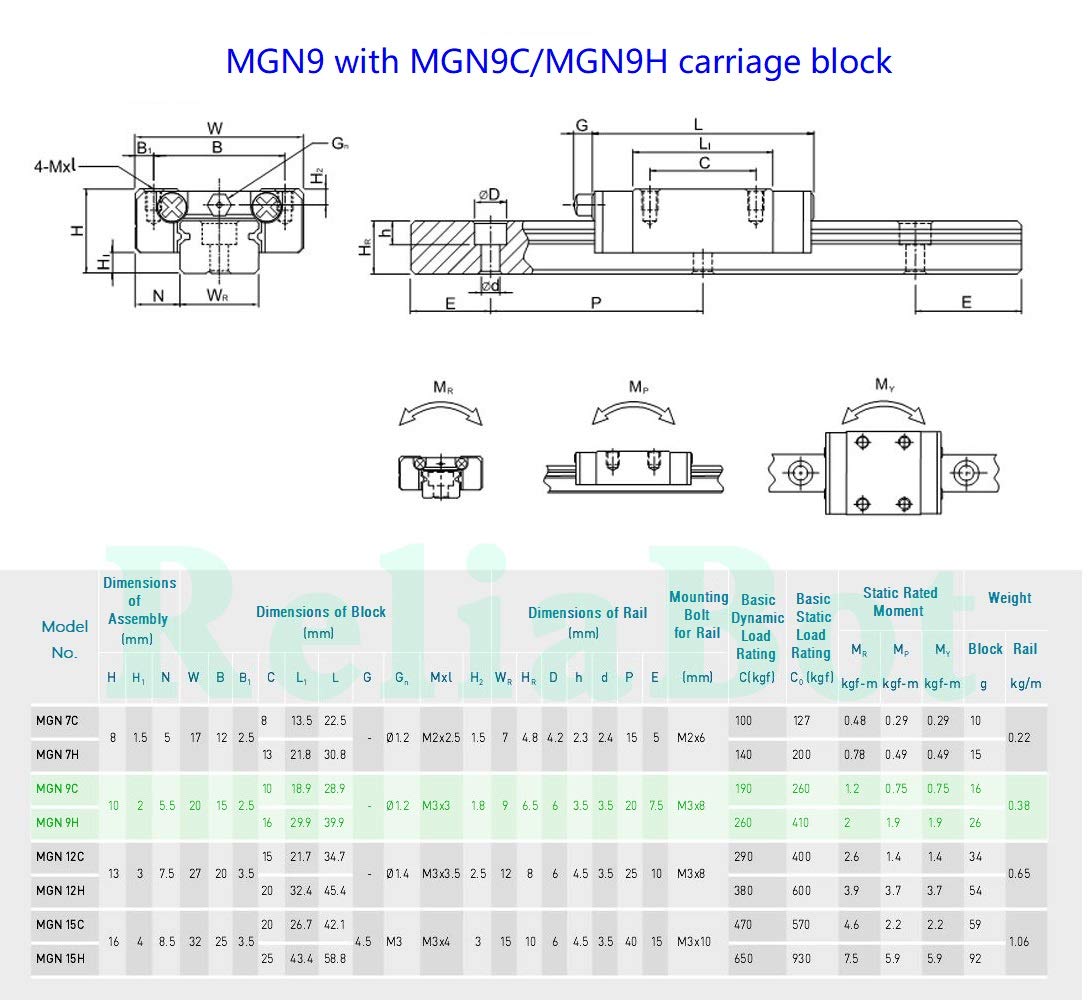 MGN9 with MGN9C/MGN9H carriage block
W
B₁ B Gₙ
4-Mxl
H₂
H
H₁
N W_R
G L
L₁
C
ØD
H_R h
Ød
E P E
M_R M_P M_Y
ReliaBot
Model No.
Dimensions of Assembly (mm)
Dimensions of Block (mm)
Dimensions of Rail (mm)
Mounting Bolt for Rail
Basic Dynamic Load Rating
Basic Static Load Rating
Static Rated Moment
Weight
M_R M_P M_Y Block Rail
H H₁ N W B B₁ C L₁ L G Gₙ Mxl H₂ W_R H_R D h d P E (mm) C(kgf) C₀ (kgf) kgf-m kgf-m kgf-m g kg/m
MGN 7C 8 13.5 22.5 100 127 0.48 0.29 0.29 10
8 1.5 5 17 12 2.5 - Ø1.2 M2x2.5 1.5 7 4.8 4.2 2.3 2.4 15 5 M2x6 0.22
MGN 7H 13 21.8 30.8 140 200 0.78 0.49 0.49 15
MGN 9C 10 18.9 28.9 190 260 1.2 0.75 0.75 16
10 2 5.5 20 15 2.5 - Ø1.2 M3x3 1.8 9 6.5 6 3.5 3.5 20 7.5 M3x8 0.38
MGN 9H 16 29.9 39.9 260 410 2 1.9 1.9 26
MGN 12C 15 21.7 34.7 290 400 2.6 1.4 1.4 34
13 3 7.5 27 20 3.5 - Ø1.4 M3x3.5 2.5 12 8 6 4.5 3.5 25 10 M3x8 0.65
MGN 12H 20 32.4 45.4 380 600 3.9 3.7 3.7 54
MGN 15C 20 26.7 42.1 470 570 4.6 2.2 2.2 59
16 4 8.5 32 25 3.5 4.5 M3 M3x4 3 15 10 6 4.5 3.5 40 15 M3x10 1.06
MGN 15H 25 43.4 58.8 650 930 7.5 5.9 5.9 92